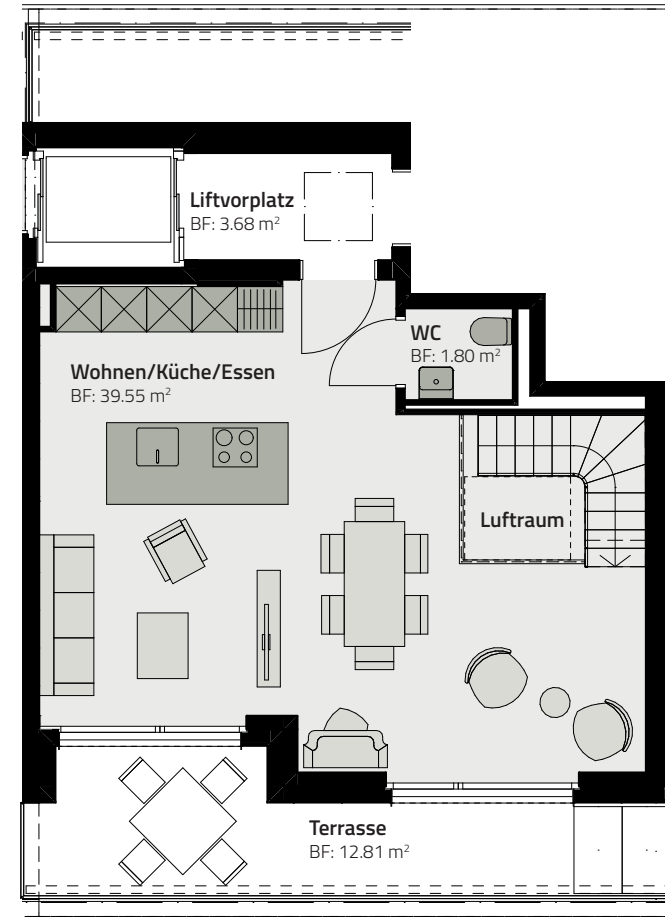 Liftvorplatz
BF: 3.68 m²
WC
BF: 1.80 m²
Wohnen/Küche/Essen
BF: 39.55 m²
Luftraum
Terrasse
BF: 12.81 m²